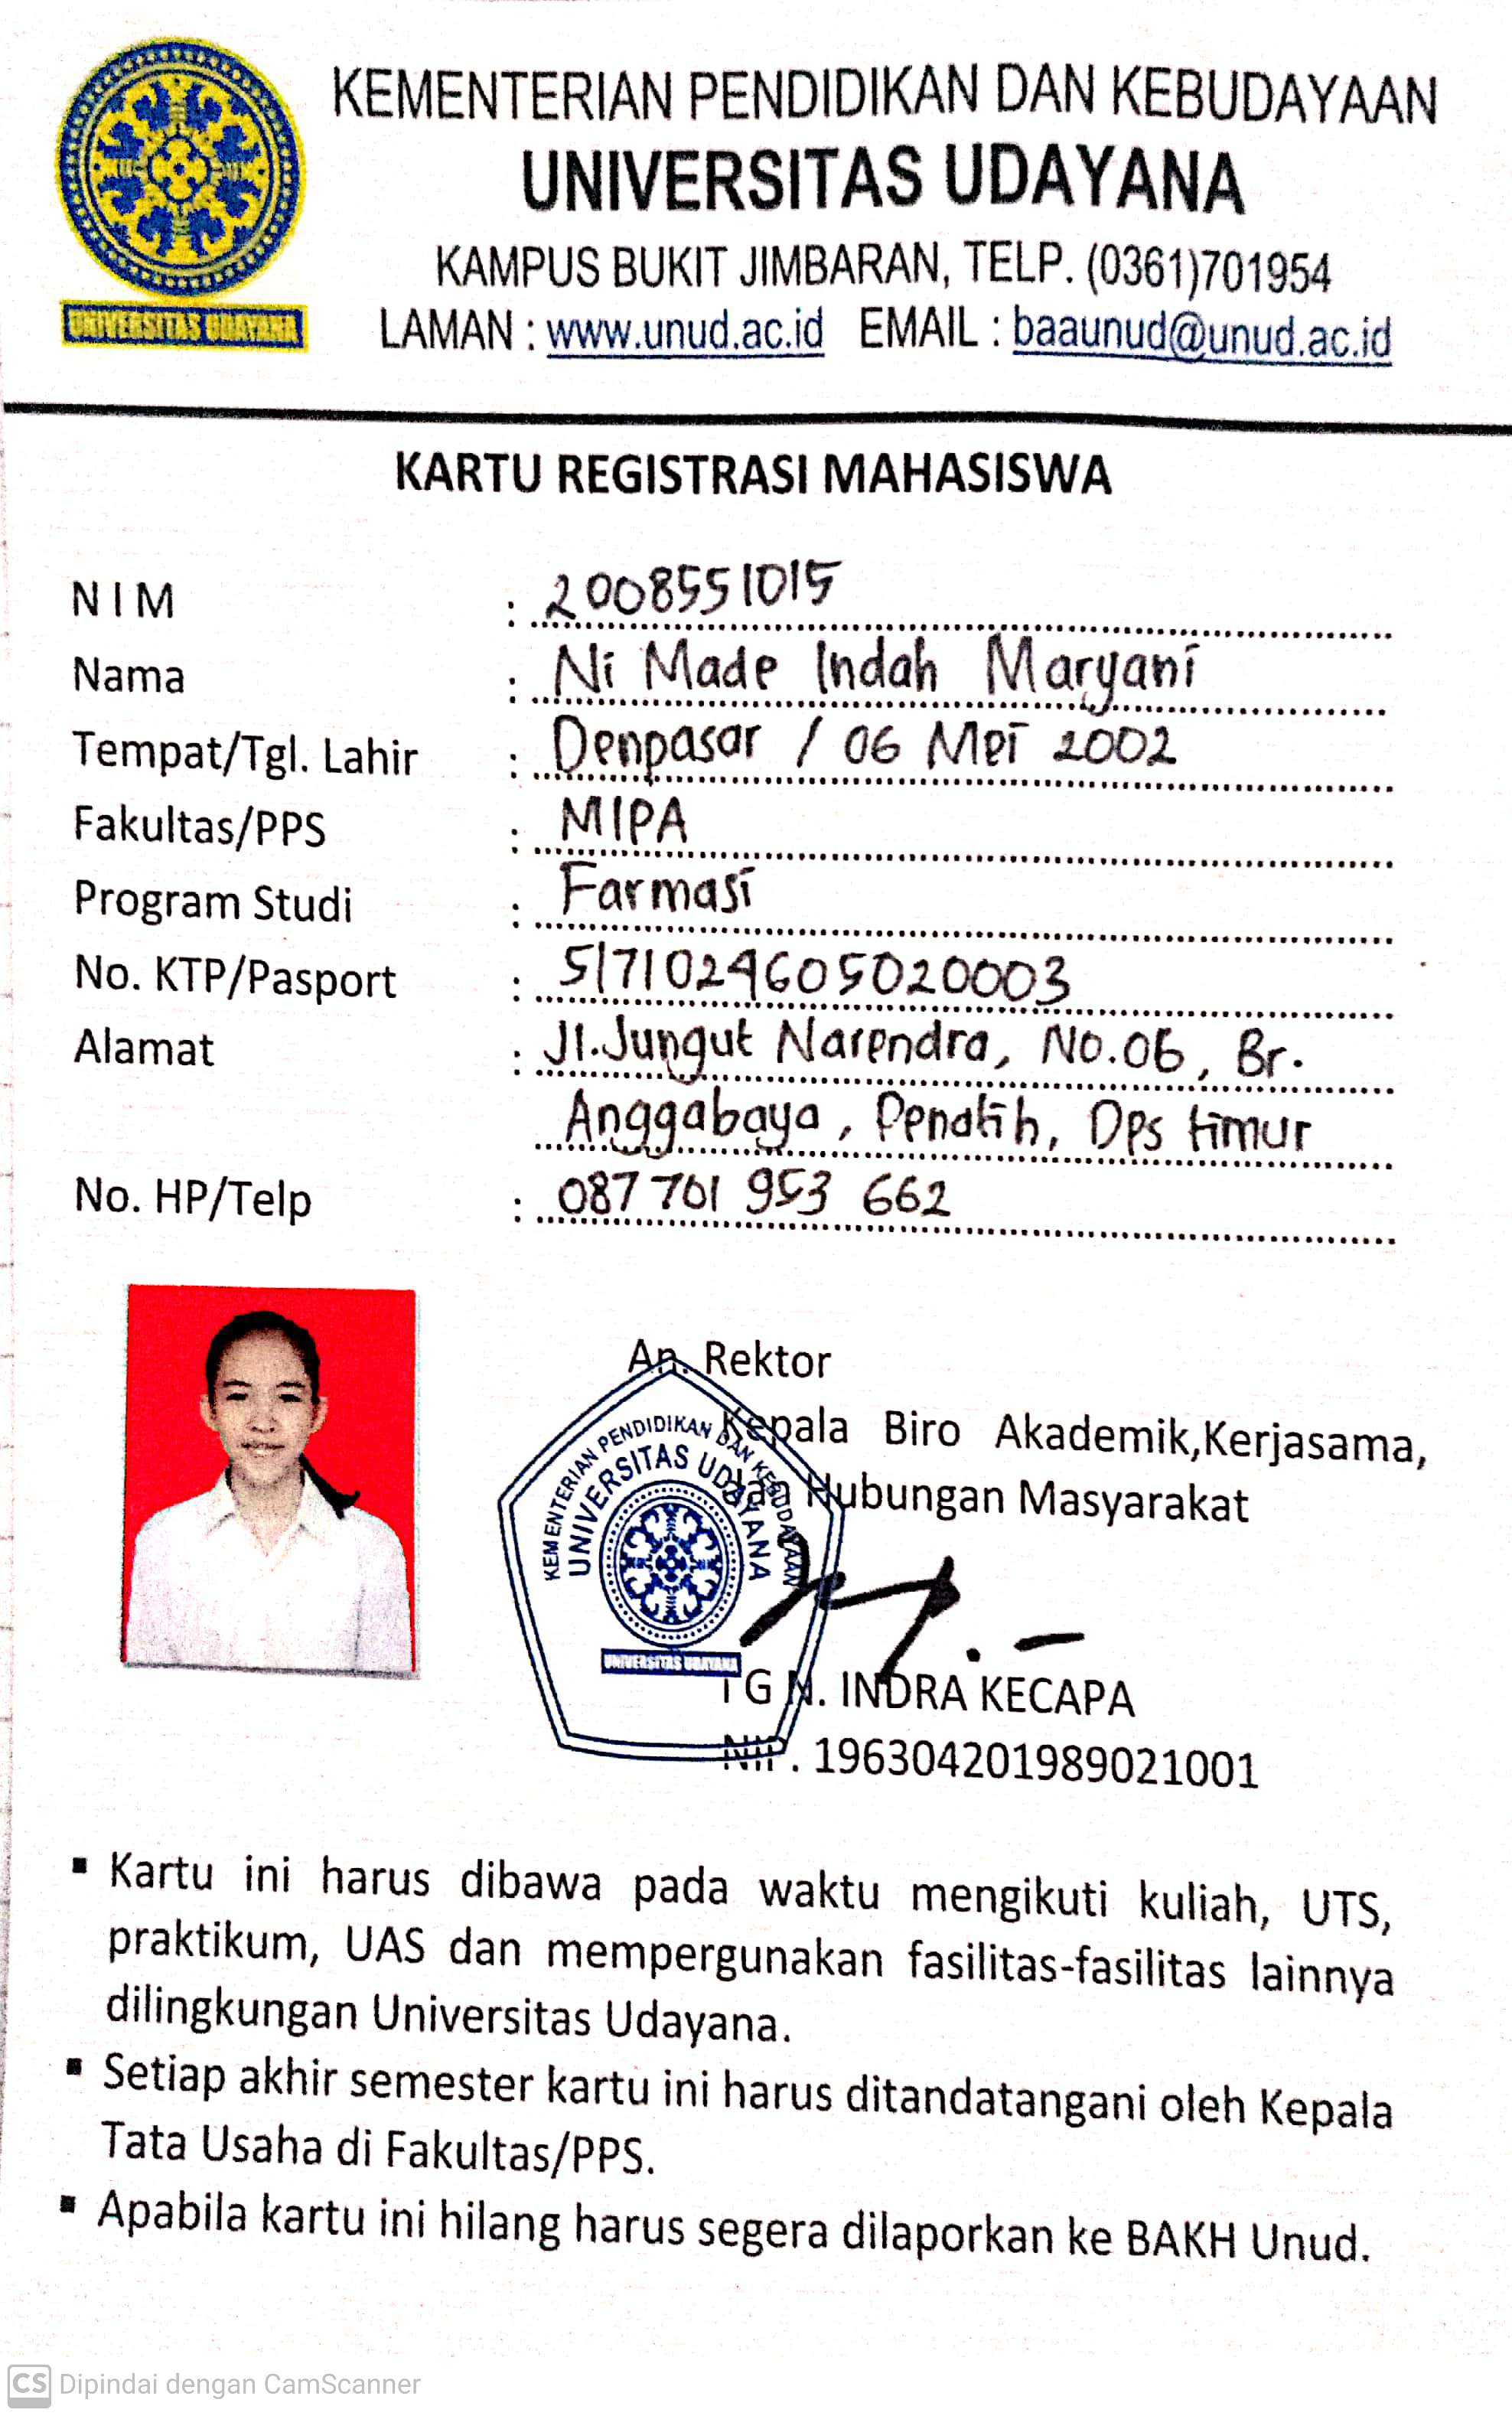 KEMENTERIAN PENDIDIKAN DAN KEBUDAYAAN
UNIVERSITAS UDAYANA
KAMPUS BUKIT JIMBARAN, TELP. (0361)701954
LAMAN : www.unud.ac.id EMAIL : baaunud@unud.ac.id
UNIVERSITAS UDAYANA
KARTU REGISTRASI MAHASISWA
NIM : 2008551015
Nama : Ni Made Indah Maryani
Tempat/Tgl. Lahir : Denpasar / 06 Mei 2002
Fakultas/PPS : MIPA
Program Studi : Farmasi
No. KTP/Pasport : 5171024605020003
Alamat : Jl.Jungut Narendra, No.06, Br.
Anggabaya, Penatih, Dps timur
No. HP/Telp : 087 701 953 662
An. Rektor
Kepala Biro Akademik,Kerjasama,
dan Hubungan Masyarakat
KEMENTERIAN PENDIDIKAN DAN KEBUDAYAAN
UNIVERSITAS UDAYANA
UNIVERSITAS UDAYANA
G N. INDRA KECAPA
NIP. 196304201989021001
▪ Kartu ini harus dibawa pada waktu mengikuti kuliah, UTS,
praktikum, UAS dan mempergunakan fasilitas-fasilitas lainnya
dilingkungan Universitas Udayana.
▪ Setiap akhir semester kartu ini harus ditandatangani oleh Kepala
Tata Usaha di Fakultas/PPS.
▪ Apabila kartu ini hilang harus segera dilaporkan ke BAKH Unud.
CS Dipindai dengan CamScanner